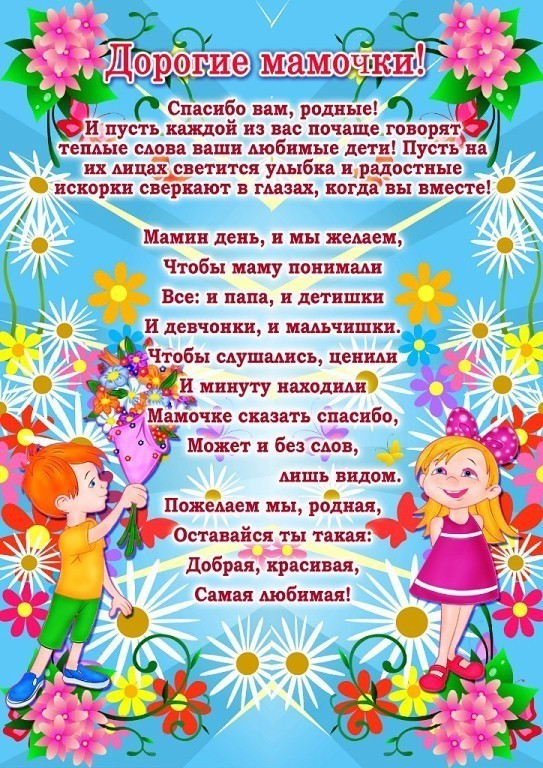 Дорогие мамочки!
Спасибо вам, родные!
И пусть каждой из вас почаще говорят
теплые слова ваши любимые дети! Пусть на
их лицах светится улыбка и радостные
искорки сверкают в глазах, когда вы вместе!
Мамин день, и мы желаем,
Чтобы маму понимали
Все: и папа, и детишки
И девчонки, и мальчишки.
Чтобы слушались, ценили
И минуту находили
Мамочке сказать спасибо,
Может и без слов,
лишь видом.
Пожелаем мы, родная,
Оставайся ты такая:
Добрая, красивая,
Самая любимая!